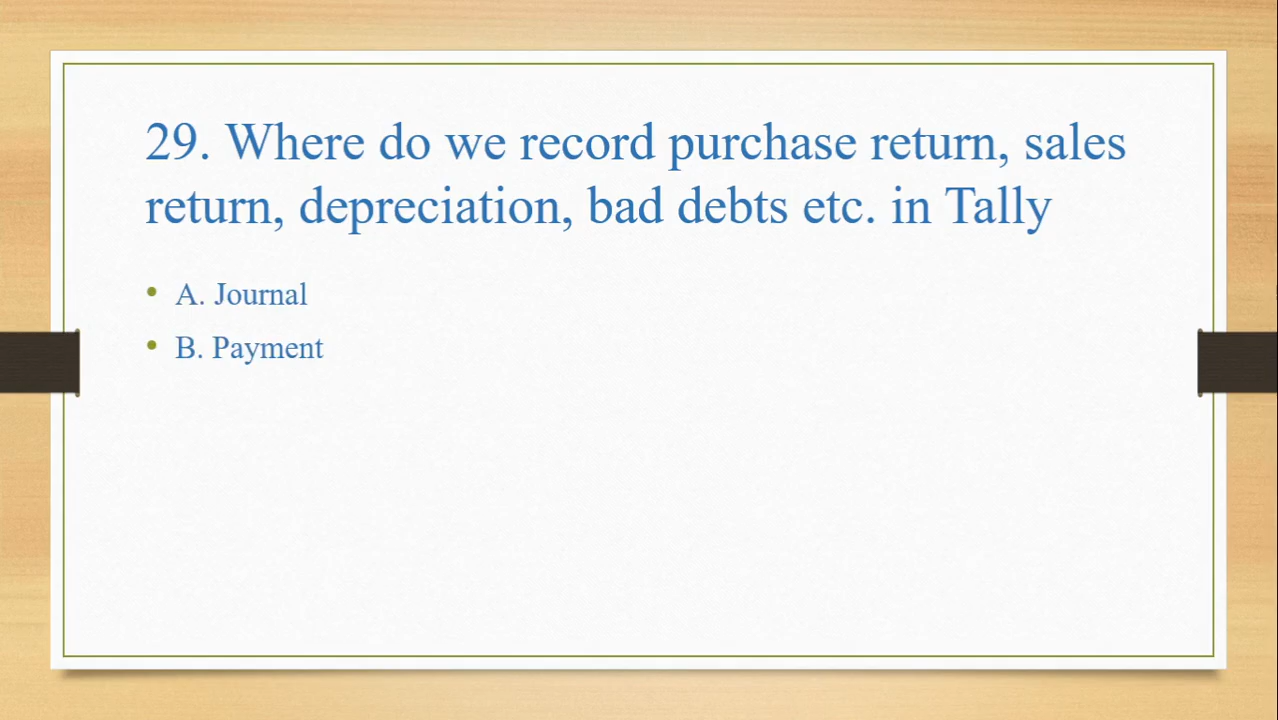 29. Where do we record purchase return, sales
return, depreciation, bad debts etc. in Tally
• A. Journal
• B. Payment